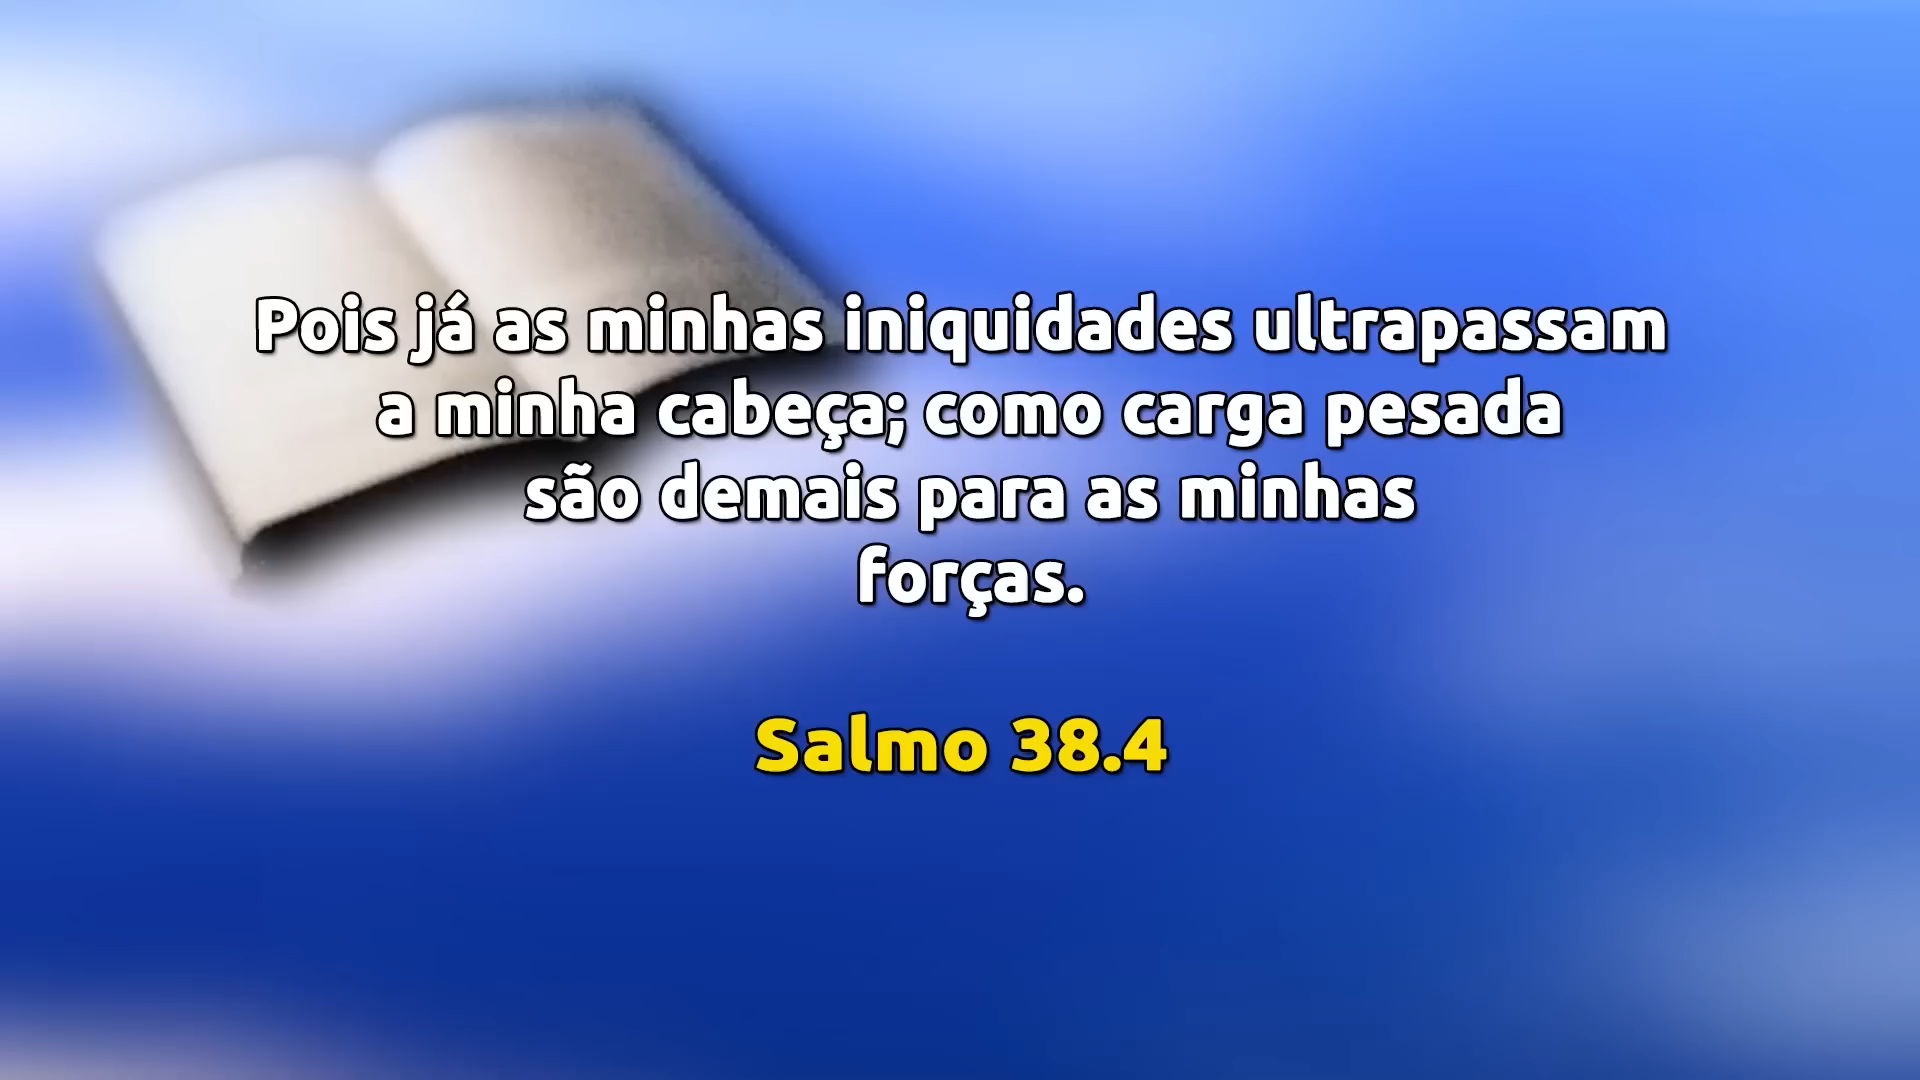 Pois já as minhas iniquidades ultrapassam
a minha cabeça; como carga pesada
são demais para as minhas
forças.
Salmo 38.4